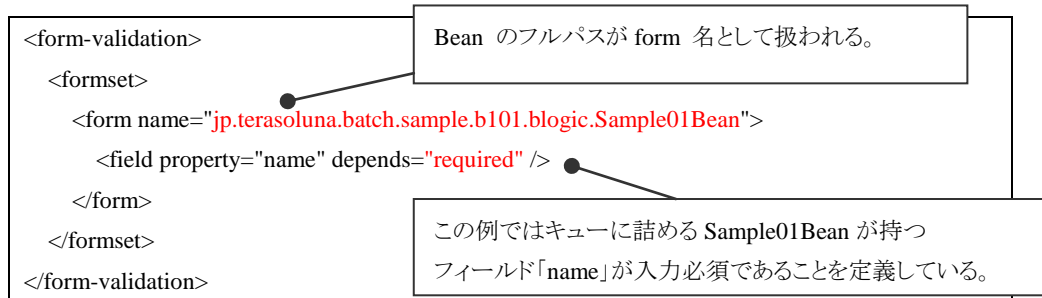 <form-validation>
Bean のフルパスが form 名として扱われる。
<formset>
<form name="jp.terasoluna.batch.sample.b101.blogic.Sample01Bean">
<field property="name" depends="required" />
</form>
この例ではキューに詰める Sample01Bean が持つ
フィールド「name」が入力必須であることを定義している。
</formset>
</form-validation>